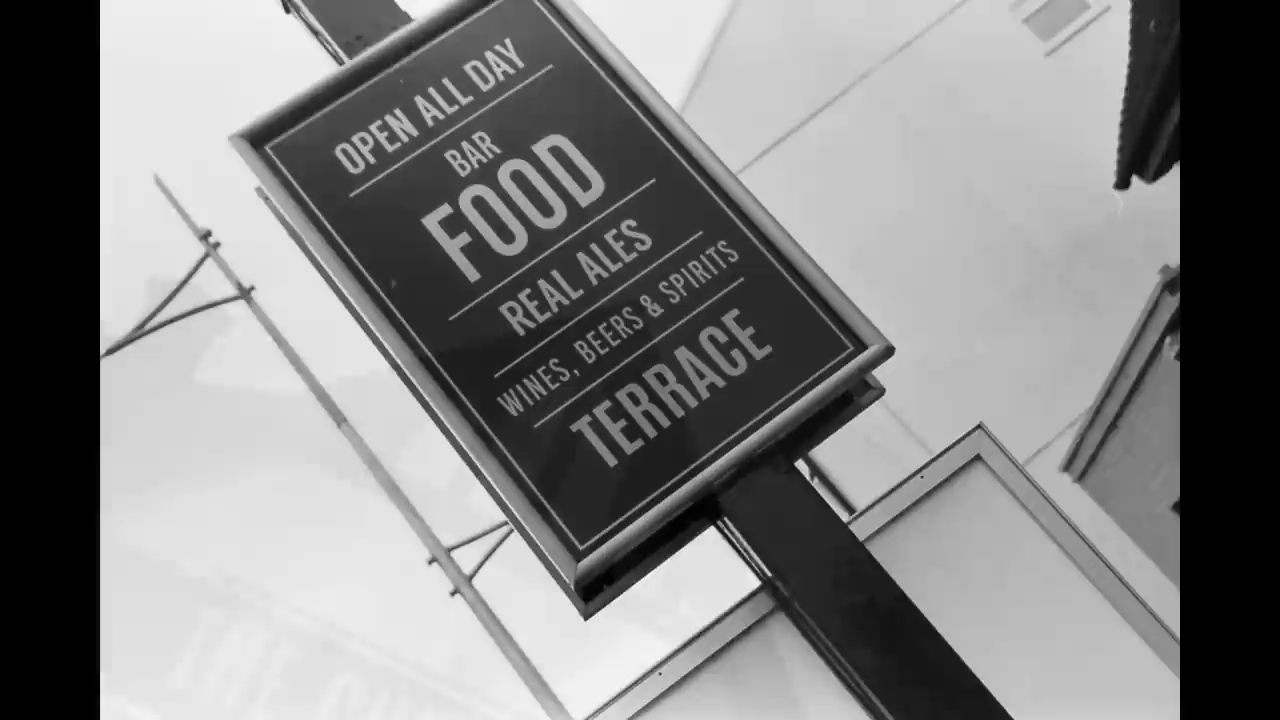 OPEN ALL DAY
BAR
FOOD
REAL ALES
WINES, BEERS & SPIRITS
TERRACE